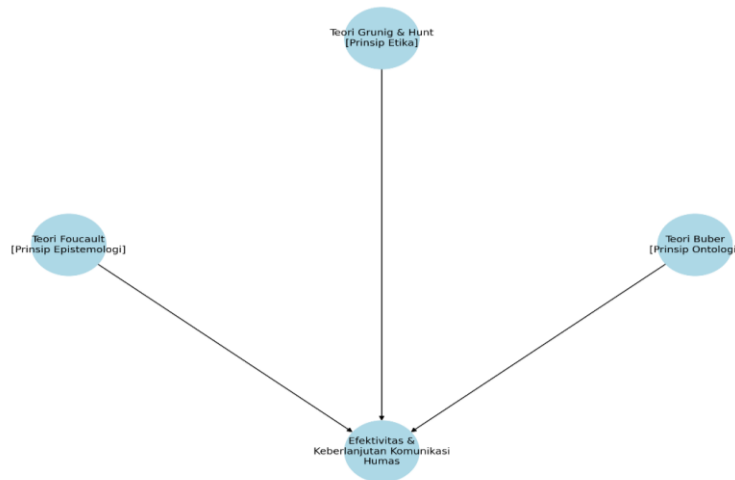 Teori Grunig & Hunt
[Prinsip Etika]
Teori Foucault
[Prinsip Epistemologi]
Teori Buber
[Prinsip Ontologi
Efektivitas &
Keberlanjutan Komunikasi
Humas